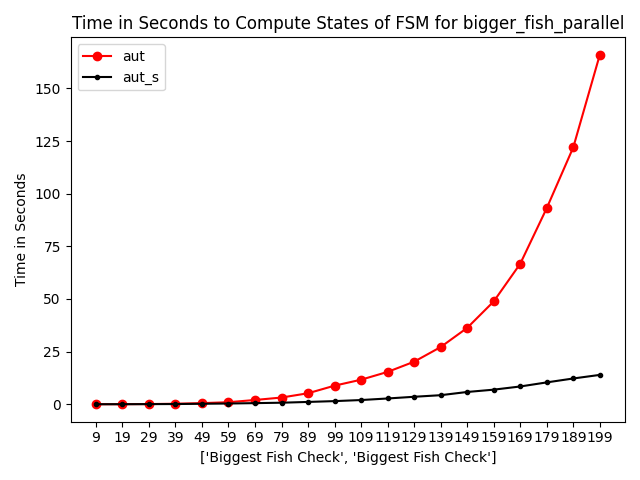 Time in Seconds to Compute States of FSM for bigger_fish_parallel
aut
aut_s
Time in Seconds
150
125
100
75
50
25
0
9 19 29 39 49 59 69 79 89 99 109 119 129 139 149 159 169 179 189 199
['Biggest Fish Check', 'Biggest Fish Check']